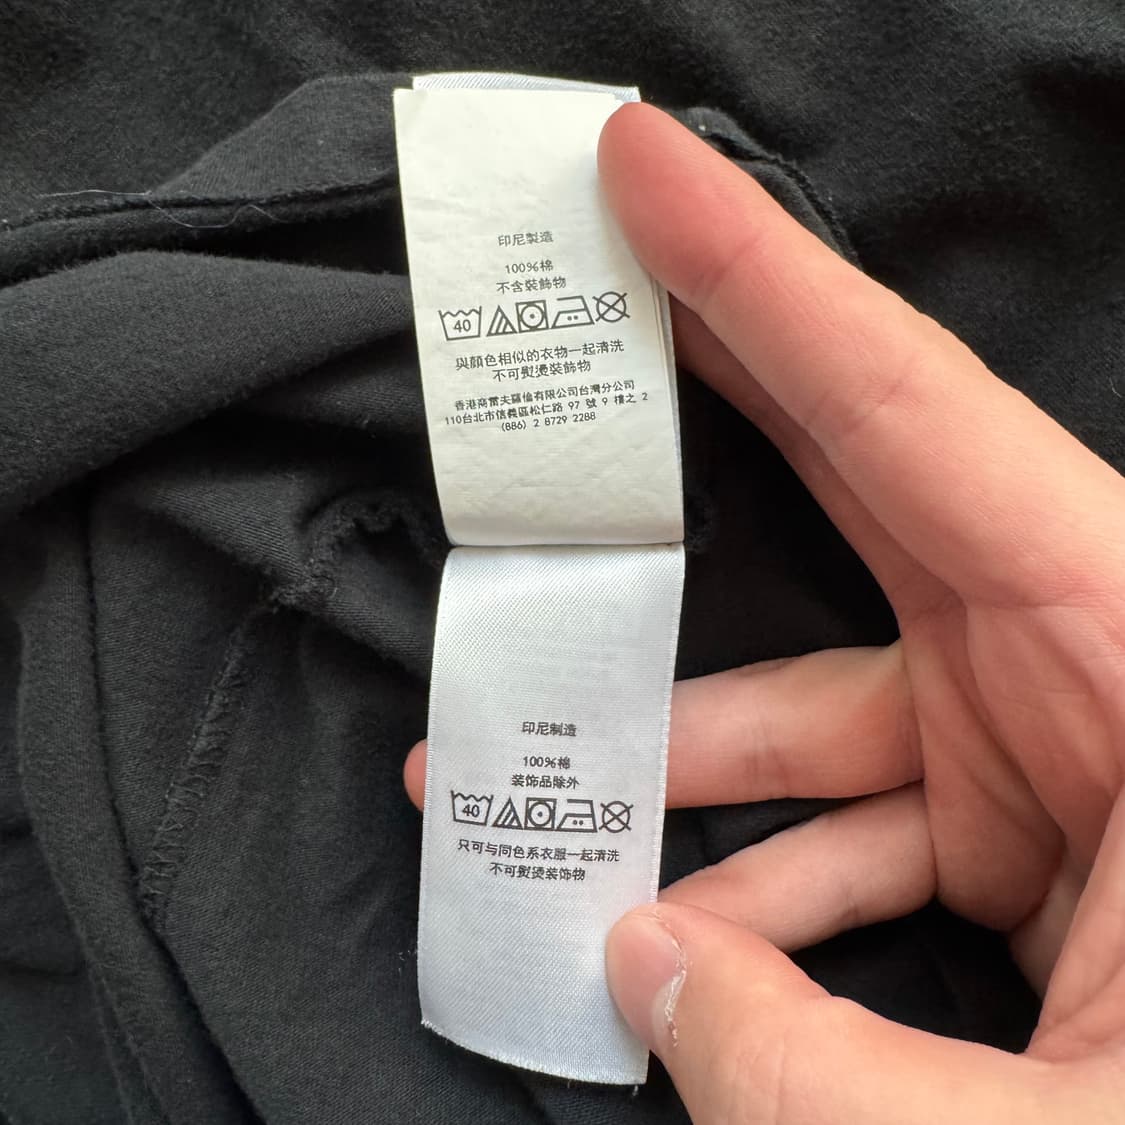 印尼製造
100%棉
不含裝飾物
40
與顏色相似的衣物一起清洗
不可熨燙裝飾物
香港商雷夫羅倫有限公司台灣分公司
110台北市信義區松仁路 97 號 9 樓之 2
(886) 2 8729 2288
印尼制造
100%棉
装饰品除外
40
只可与同色系衣服一起清洗
不可熨烫装饰物